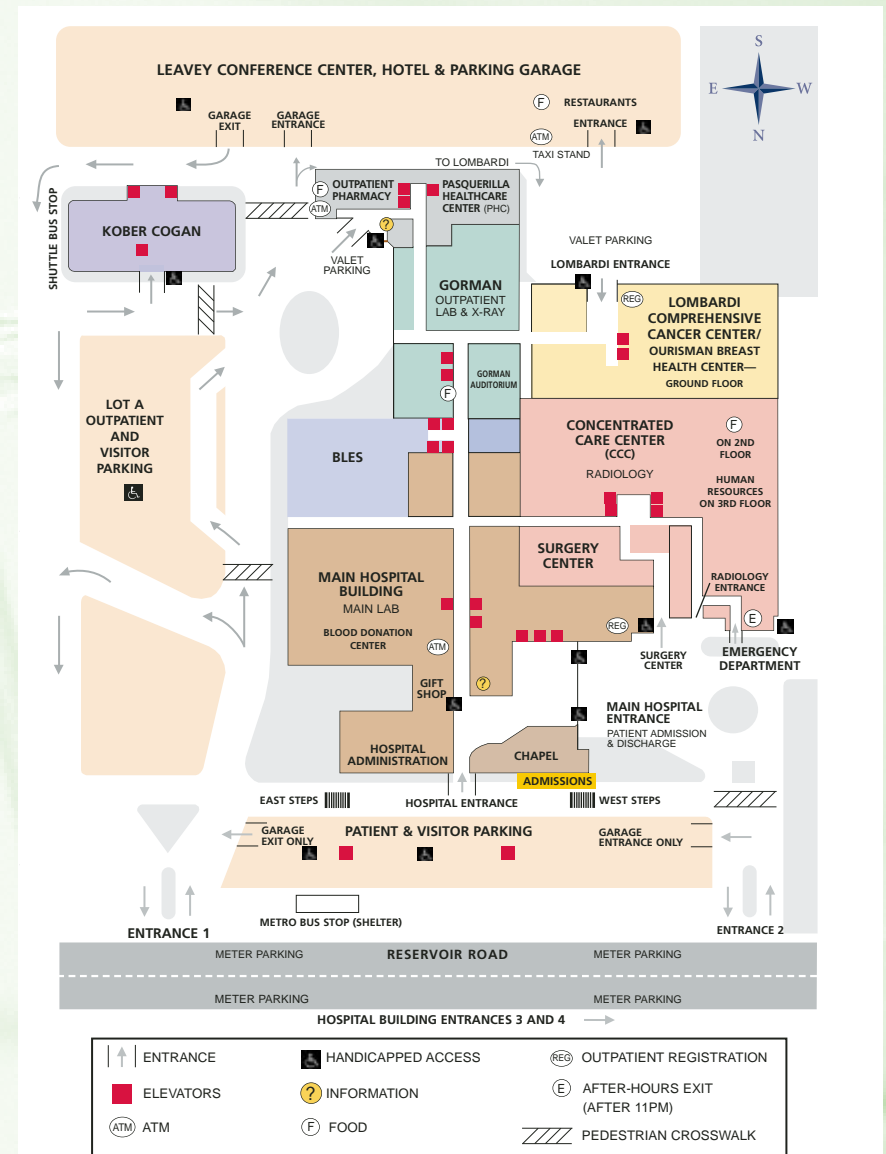 LEAVEY CONFERENCE CENTER, HOTEL & PARKING GARAGE
S
E
W
N
F
RESTAURANTS
GARAGE
EXIT
GARAGE
ENTRANCE
ENTRANCE
ATM
TAXI STAND
TO LOMBARDI
SHUTTLE BUS STOP
KOBER COGAN
F
OUTPATIENT
PHARMACY
ATM
PASQUERILLA
HEALTHCARE
CENTER (PHC)
?
VALET
PARKING
VALET PARKING
LOMBARDI ENTRANCE
GORMAN
OUTPATIENT
LAB & X-RAY
REG
LOMBARDI
COMPREHENSIVE
CANCER CENTER/
OURISMAN BREAST
HEALTH CENTER—
GROUND FLOOR
GORMAN
AUDITORIUM
F
LOT A
OUTPATIENT
AND
VISITOR
PARKING
BLES
CONCENTRATED
CARE CENTER
(CCC)
RADIOLOGY
F
ON 2ND
FLOOR
HUMAN
RESOURCES
ON 3RD FLOOR
SURGERY
CENTER
RADIOLOGY
ENTRANCE
MAIN HOSPITAL
BUILDING
MAIN LAB
BLOOD DONATION
CENTER
ATM
REG
E
SURGERY
CENTER
EMERGENCY
DEPARTMENT
GIFT
SHOP
?
MAIN HOSPITAL
ENTRANCE
PATIENT ADMISSION
& DISCHARGE
HOSPITAL
ADMINISTRATION
CHAPEL
ADMISSIONS
EAST STEPS
HOSPITAL ENTRANCE
WEST STEPS
GARAGE
EXIT ONLY
PATIENT & VISITOR PARKING
GARAGE
ENTRANCE ONLY
METRO BUS STOP (SHELTER)
ENTRANCE 1
ENTRANCE 2
METER PARKING
RESERVOIR ROAD
METER PARKING
METER PARKING
METER PARKING
HOSPITAL BUILDING ENTRANCES 3 AND 4
ENTRANCE
HANDICAPPED ACCESS
REG OUTPATIENT REGISTRATION
ELEVATORS
? INFORMATION
E AFTER-HOURS EXIT
(AFTER 11PM)
ATM ATM
F FOOD
PEDESTRIAN CROSSWALK